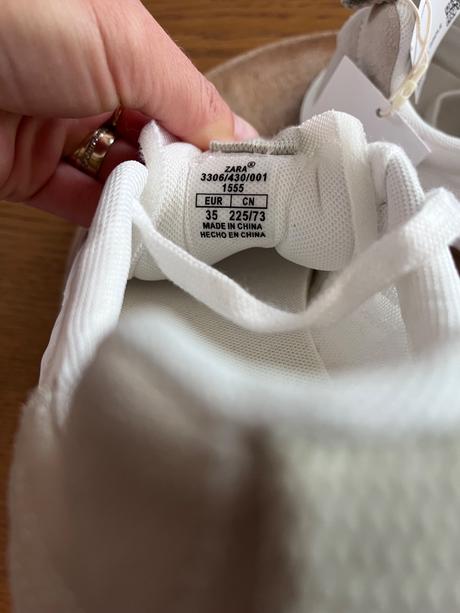 ZARA®
3306/430/001
1555
EUR CN
35 225/73
MADE IN CHINA
HECHO EN CHINA